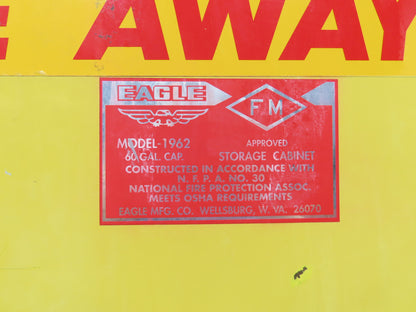 AWAY
EAGLE
FM
MODEL-1962 APPROVED
60 GAL. CAP. STORAGE CABINET
CONSTRUCTED IN ACCORDANCE WITH
N. F. P. A. NO. 30
NATIONAL FIRE PROTECTION ASSOC.
MEETS OSHA REQUIREMENTS
EAGLE MFG. CO. WELLSBURG, W. VA. 26070